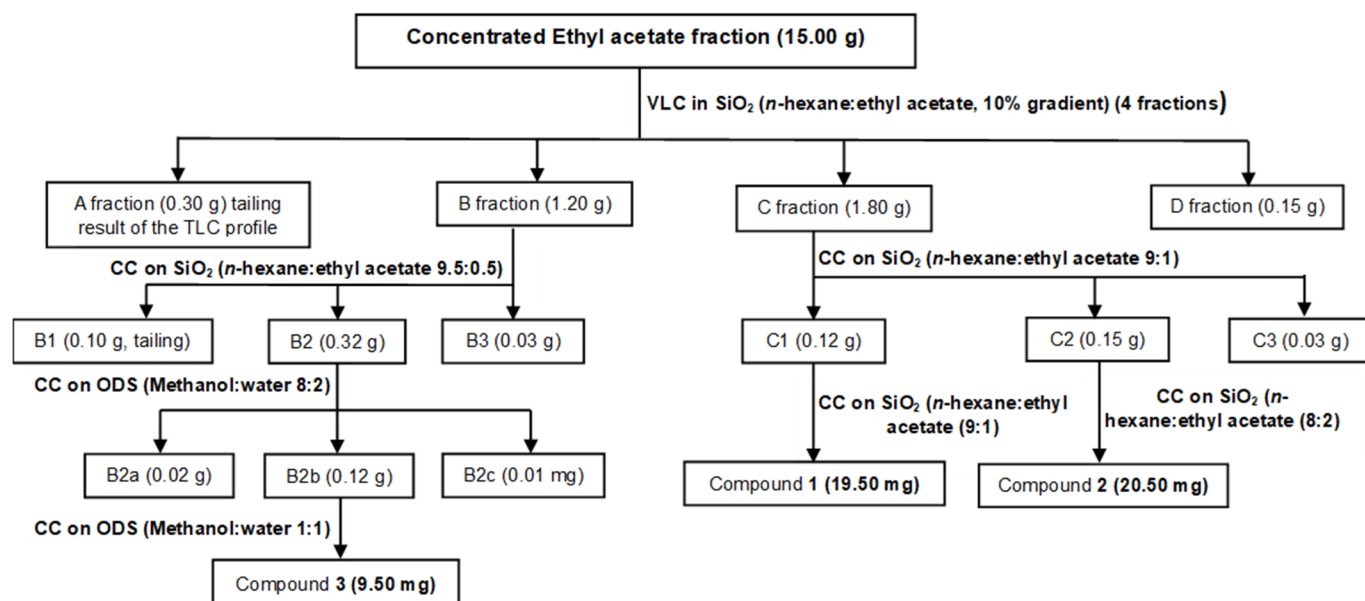 Concentrated Ethyl acetate fraction (15.00 g)
VLC in SiO₂ (n-hexane:ethyl acetate, 10% gradient) (4 fractions)
A fraction (0.30 g) tailing
result of the TLC profile
B fraction (1.20 g)
C fraction (1.80 g)
D fraction (0.15 g)
CC on SiO₂ (n-hexane:ethyl acetate 9.5:0.5)
CC on SiO₂ (n-hexane:ethyl acetate 9:1)
B1 (0.10 g, tailing)
B2 (0.32 g)
B3 (0.03 g)
C1 (0.12 g)
C2 (0.15 g)
C3 (0.03 g)
CC on ODS (Methanol:water 8:2)
CC on SiO₂ (n-hexane:ethyl
acetate (9:1)
CC on SiO₂ (n-
hexane:ethyl acetate (8:2)
B2a (0.02 g)
B2b (0.12 g)
B2c (0.01 mg)
Compound 1 (19.50 mg)
Compound 2 (20.50 mg)
CC on ODS (Methanol:water 1:1)
Compound 3 (9.50 mg)